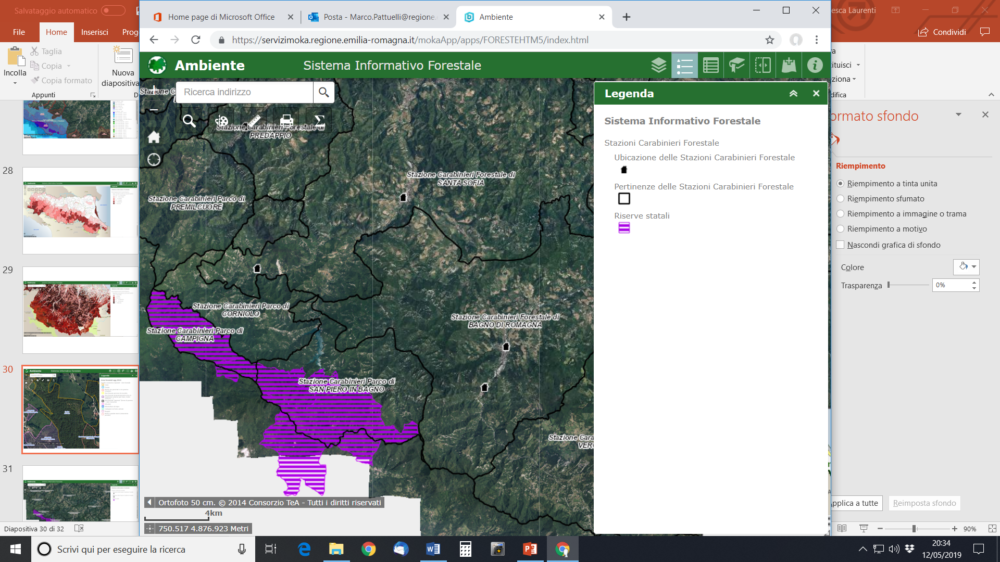 Salvataggio automatico
esca Laurenti
File
Home
Inserisci
Prog
Condividi
Incolla
Taglia
Copia
Copia formato
Appunti
Nuova
diapositiva
D
Home page di Microsoft Office
Posta - Marco.Pattuelli@regione.
Ambiente
https://servizimoka.regione.emilia-romagna.it/mokaApp/apps/FORESTEHTM5/index.html
Ambiente
Sistema Informativo Forestale
Ricerca indirizzo
Stazione Carabinieri Forestale di
PREDAPPIO
Stazione Carabinieri Forestale di
SANTA SOFIA
Stazione Carabinieri Parco di
PREMILCUORE
Stazione Carabinieri Parco di
CORNIOLO
Stazione Carabinieri Parco di
CAMPIGNA
Stazione Carabinieri Forestale di
BAGNO DI ROMAGNA
Stazione Carabinieri Parco di
SAN PIERO IN BAGNO
Stazione Cara
VER
Ortofoto 50 cm. © 2014 Consorzio TeA - Tutti i diritti riservati
4km
750.517 4.876.923 Metri
Legenda
Sistema Informativo Forestale
Stazioni Carabinieri Forestale
Ubicazione delle Stazioni Carabinieri Forestale
Pertinenze delle Stazioni Carabinieri Forestale
Riserve statali
tituisci
ziona
difica
ormato sfondo
Riempimento
Riempimento a tinta unita
Riempimento sfumato
Riempimento a immagine o trama
Riempimento a motivo
Nascondi grafica di sfondo
Colore
Trasparenza
0%
Applica a tutte
Reimposta sfondo
28
29
30
31
Diapositiva 30 di 32
90%
Scrivi qui per eseguire la ricerca
20:34
12/05/2019